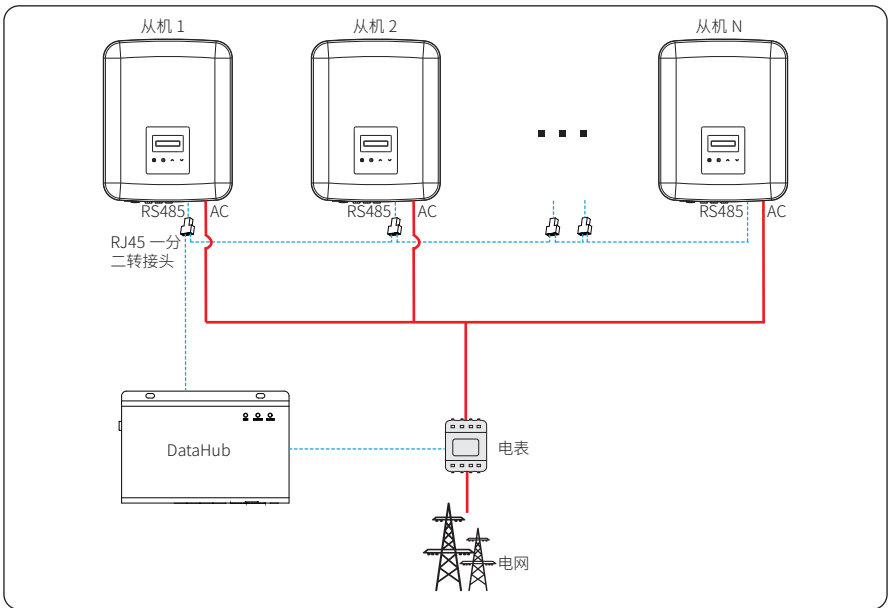 从机 1
从机 2
从机 N
RS485
AC
RS485
AC
RS485
AC
RJ45 一分
二转接头
DataHub
电表
电网